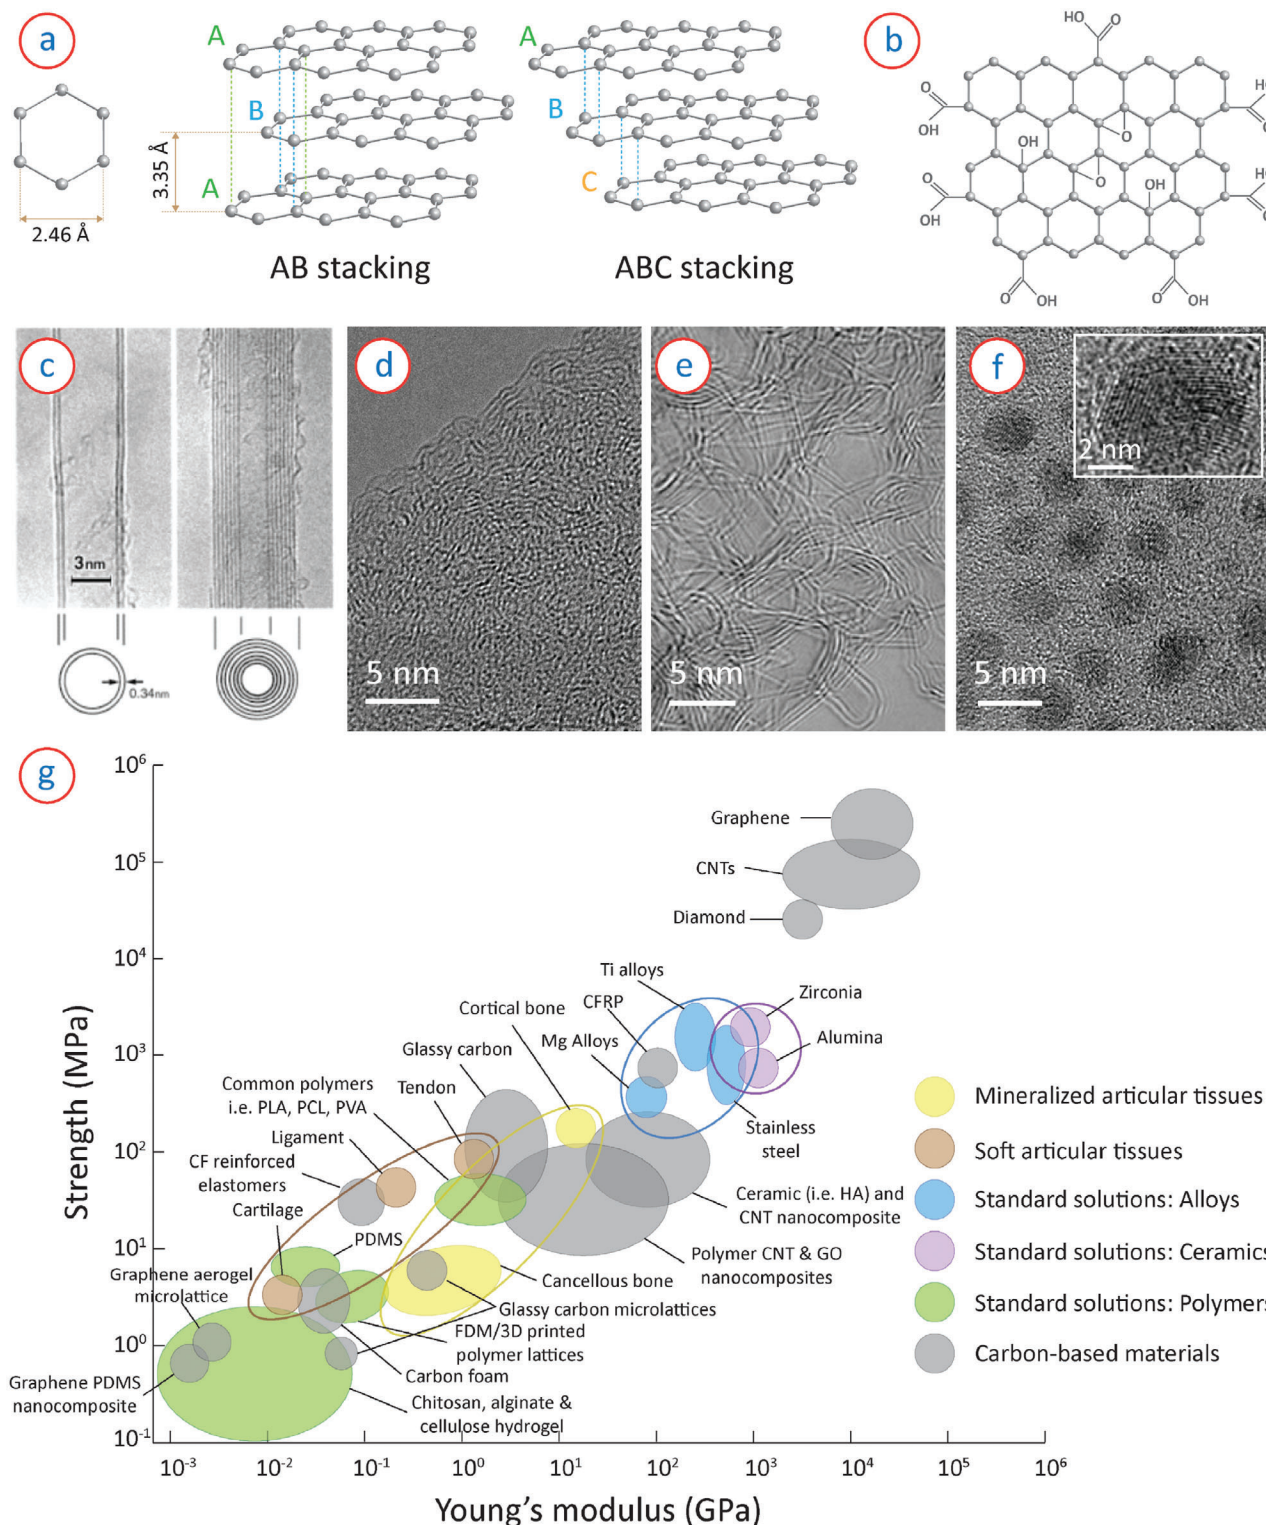 a
A
B
A
3.35 Å
2.46 Å
AB stacking
A
B
C
ABC stacking
b
HO
O
O
OH
HO
O
O
OH
O
OH
HO
O
O
OH
OH
O
OH
O
OH
c
3nm
0.34nm
d
5 nm
e
5 nm
f
2 nm
5 nm
g
Strength (MPa)
10⁶
10⁵
10⁴
10³
10²
10¹
10⁰
10⁻¹
10⁻³
10⁻²
10⁻¹
10⁰
10¹
10²
10³
10⁴
10⁵
10⁶
Young's modulus (GPa)
Graphene
CNTs
Diamond
Ti alloys
Zirconia
CFRP
Cortical bone
Mg Alloys
Alumina
Glassy carbon
Common polymers
i.e. PLA, PCL, PVA
Tendon
Ligament
Stainless
steel
CF reinforced
elastomers
Cartilage
Ceramic (i.e. HA) and
CNT nanocomposite
PDMS
Polymer CNT & GO
nanocomposites
Graphene aerogel
microlattice
Cancellous bone
Glassy carbon microlattices
FDM/3D printed
polymer lattices
Carbon foam
Graphene PDMS
nanocomposite
Chitosan, alginate &
cellulose hydrogel
Mineralized articular tissues
Soft articular tissues
Standard solutions: Alloys
Standard solutions: Ceramics
Standard solutions: Polymers
Carbon-based materials